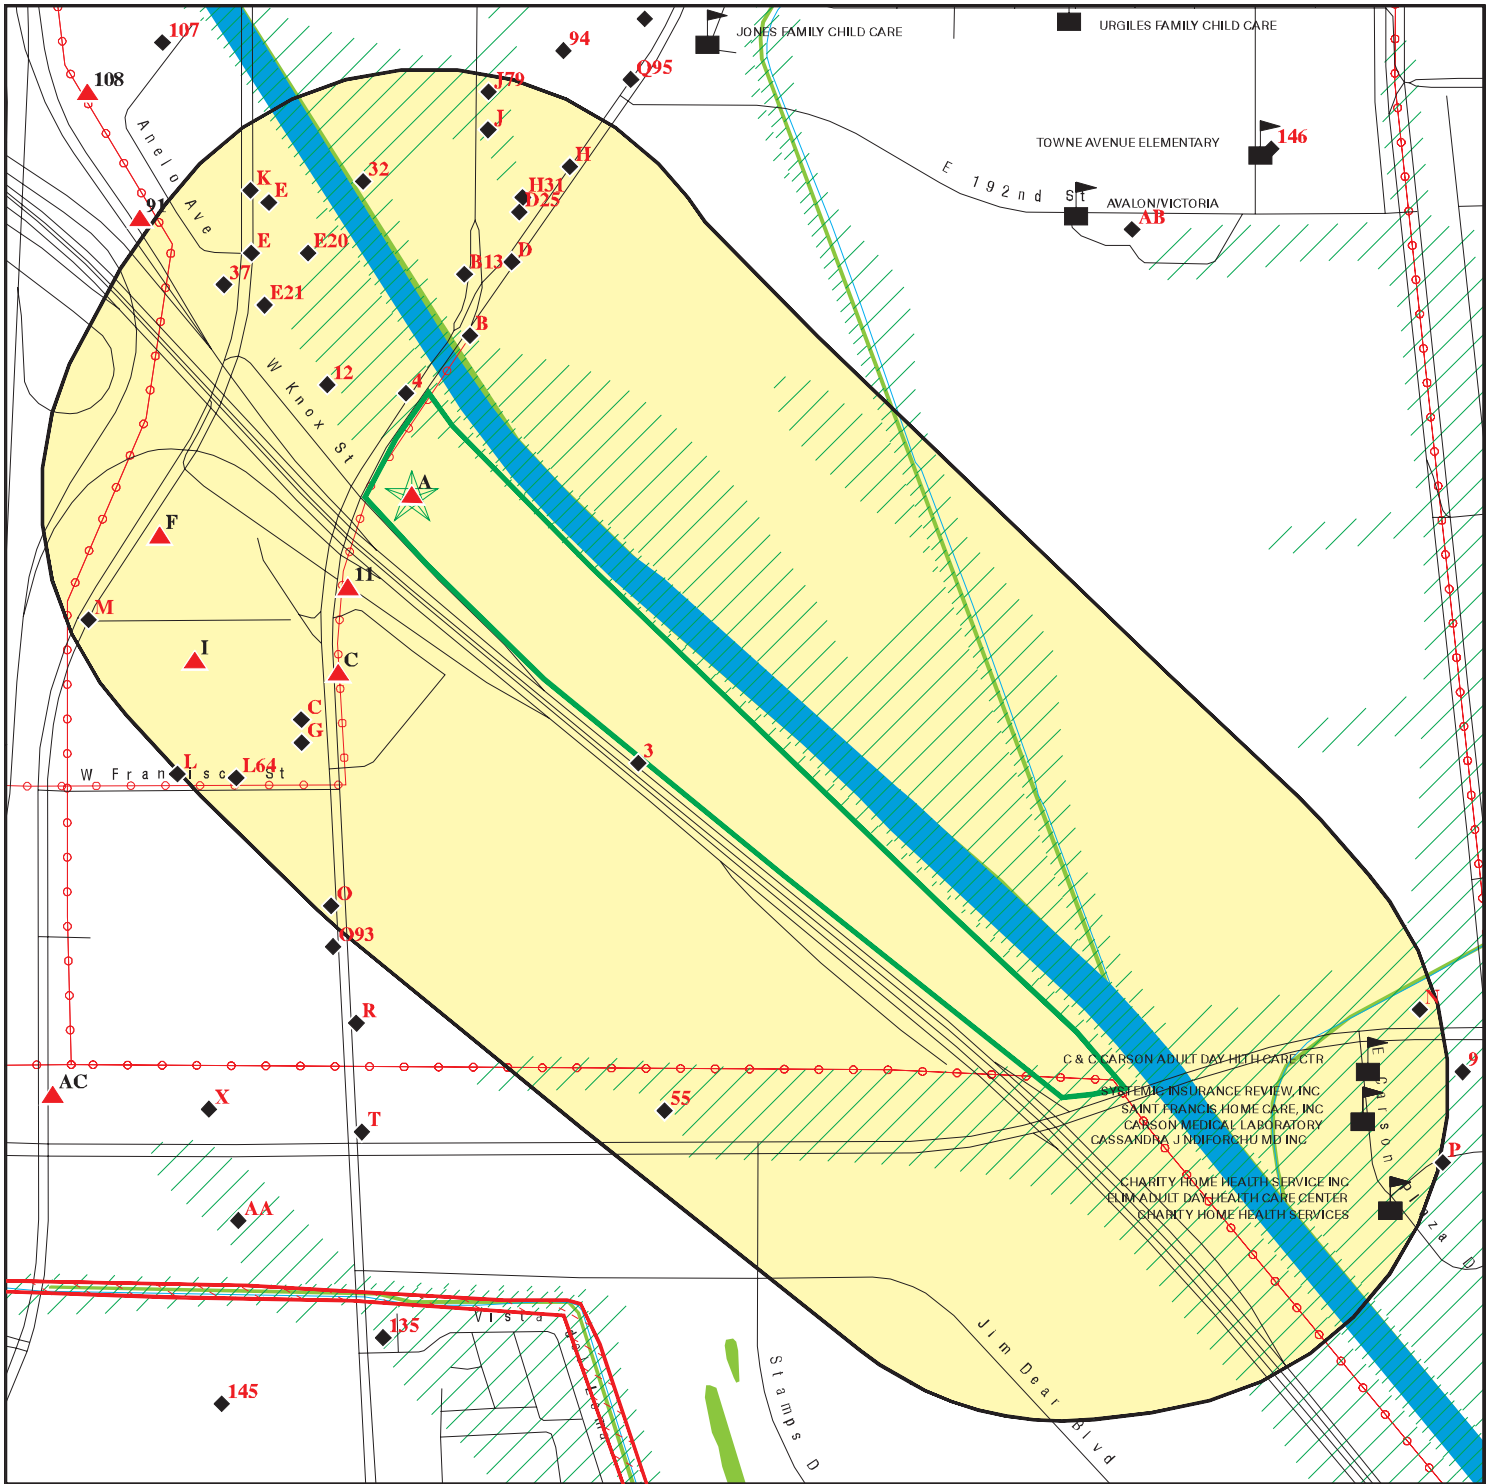 107
94
JONES FAMILY CHILD CARE
URGILES FAMILY CHILD CARE
108
J79
Q95
J
Anelo Ave
TOWNE AVENUE ELEMENTARY
146
H
E 192nd St
K
E
32
H31
D25
AVALON/VICTORIA
AB
91
E
E20
B13
D
37
E21
B
W Knox St
12
4
A
F
11
M
I
C
C
G
3
L
L64
W Francisco St
O
Q93
N
R
C & C CARSON ADULT DAY HLTH CARE CTR
E Carson Plaza D
9
AC
SYSTEMIC INSURANCE REVIEW, INC
X
55
SAINT FRANCIS HOME CARE, INC
T
CARSON MEDICAL LABORATORY
CASSANDRA J NDIFORCHU MD INC
P
CHARITY HOME HEALTH SERVICE INC
AA
ELIM ADULT DAY HEALTH CARE CENTER
CHARITY HOME HEALTH SERVICES
Vista
135
Jim Dear Blvd
Stamps D
145